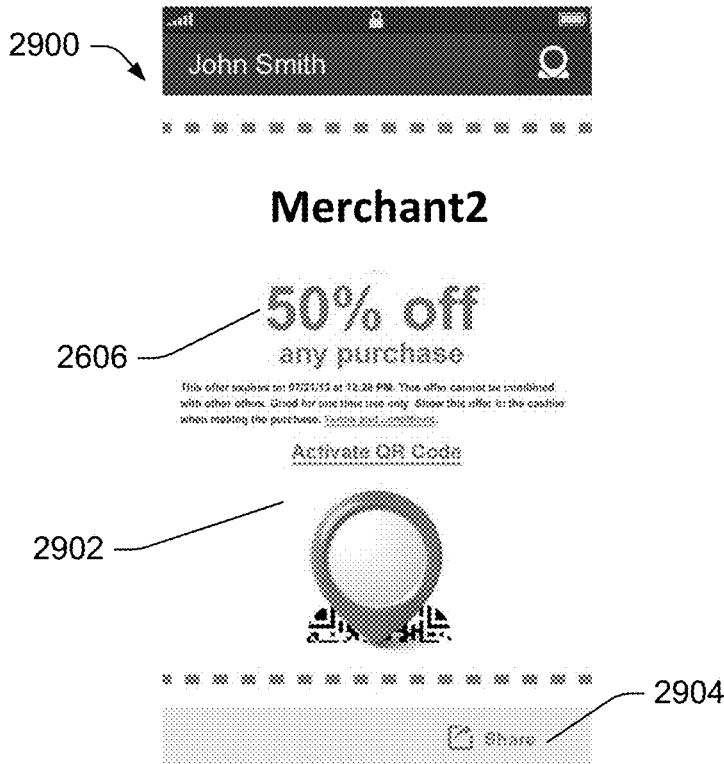 2900
John Smith
Merchant2
50% off
2606
any purchase
This offer expires on 07/21/13 at 12:28 PM. This offer cannot be combined
with other offers. Good for one time use only. Show this offer to the cashier
when making the purchase. Terms and conditions.
Activate QR Code
2902
2904
Share